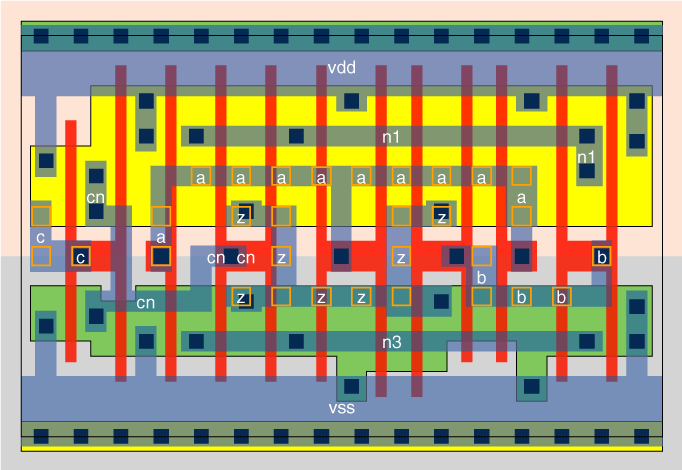 vdd
n1
n1
a a a a a a a a
cn a
z z
c a
c cn cn z z b
b
cn z z z b b
n3
vss